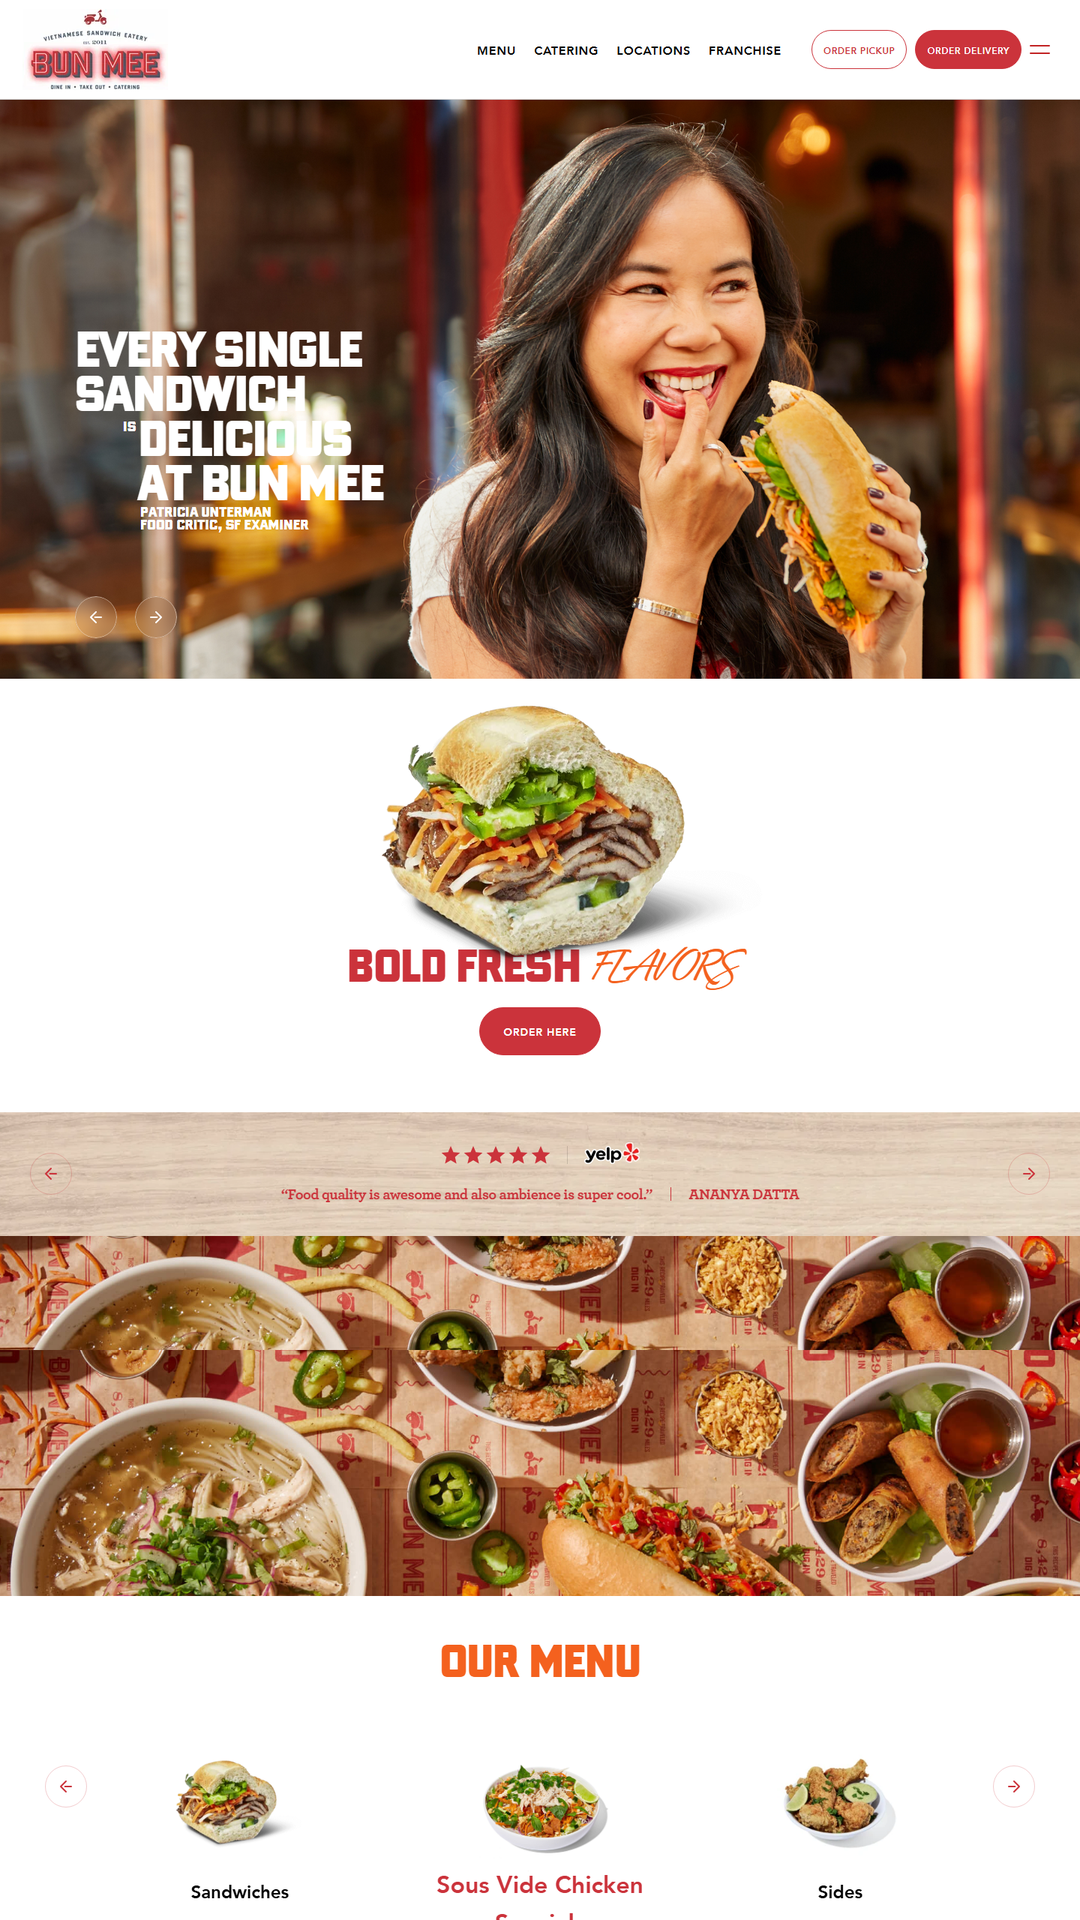 VIETNAMESE SANDWICH EATERY
EST. 2011
BUN MEE
DINE IN • TAKE OUT • CATERING
MENU
CATERING
LOCATIONS
FRANCHISE
ORDER PICKUP
ORDER DELIVERY
EVERY SINGLE
SANDWICH
IS DELICIOUS
AT BUN MEE
PATRICIA UNTERMAN
FOOD CRITIC, SF EXAMINER
BOLD FRESH FLAVORS
ORDER HERE
yelp
“Food quality is awesome and also ambience is super cool.” | ANANYA DATTA
OUR MENU
Sandwiches
Sous Vide Chicken
Sides